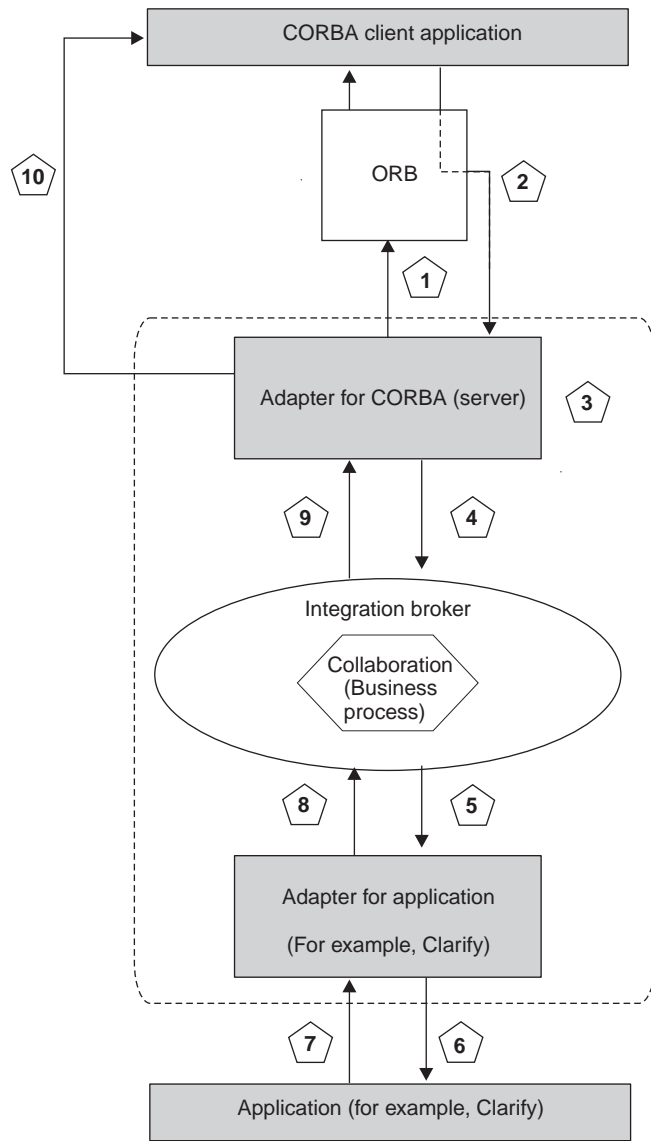 CORBA client application
10
ORB
2
1
Adapter for CORBA (server)
3
9
4
Integration broker
Collaboration
(Business
process)
8
5
Adapter for application
(For example, Clarify)
7
6
Application (for example, Clarify)